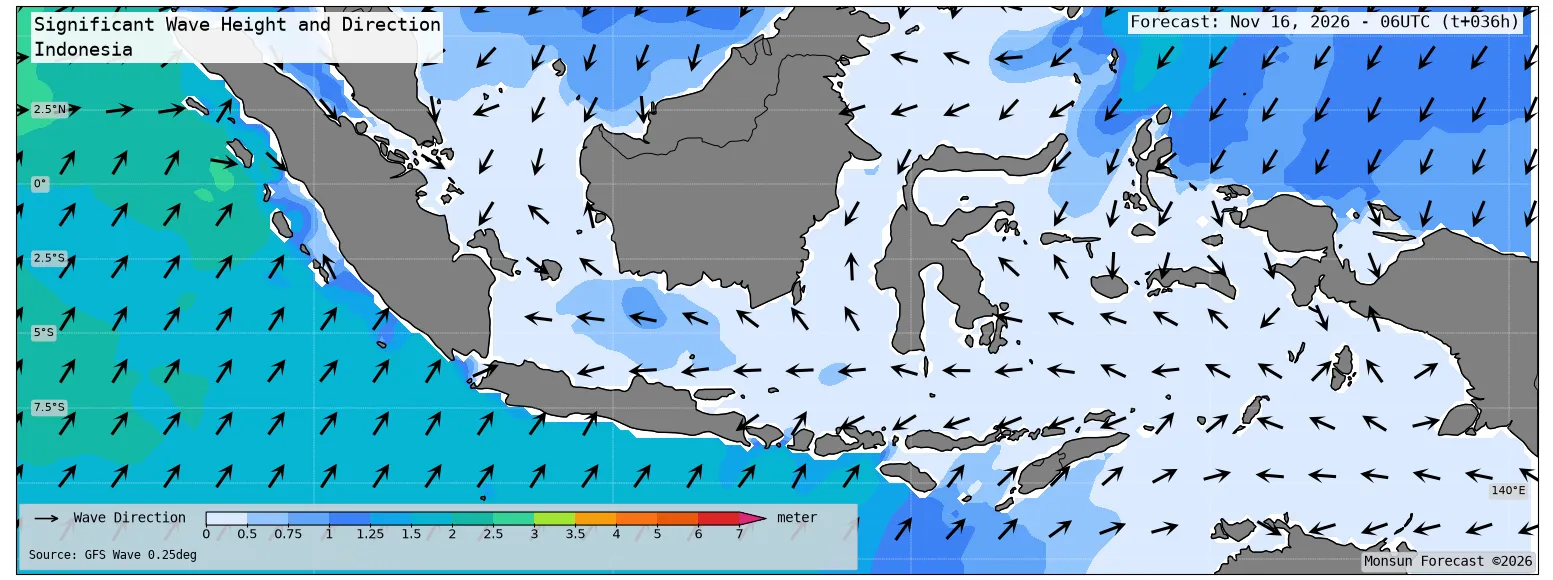 Significant Wave Height and Direction
Indonesia
Forecast: Nov 16, 2026 - 06UTC (t+036h)
2.5°N
0°
2.5°S
5°S
7.5°S
140°E
Wave Direction
0 0.5 0.75 1 1.25 1.5 2 2.5 3 3.5 4 5 6 7
meter
Source: GFS Wave 0.25deg
Monsun Forecast ©2026